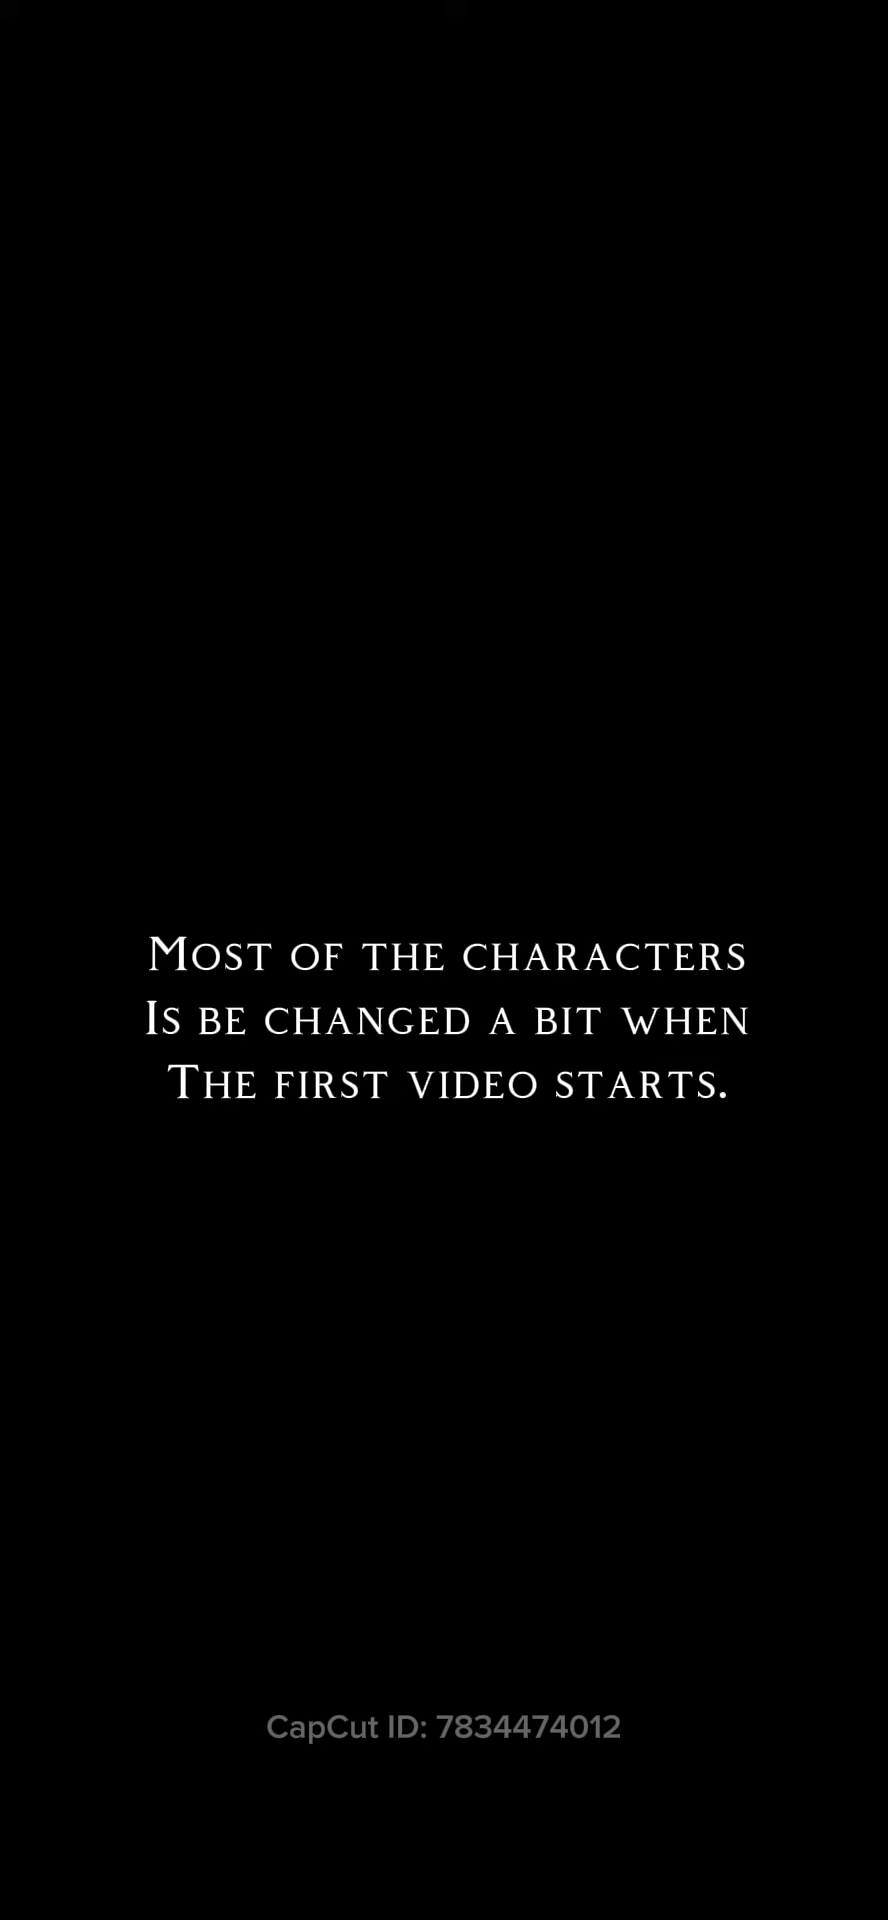 Most of the characters
Is be changed a bit when
The first video starts.
CapCut ID: 7834474012